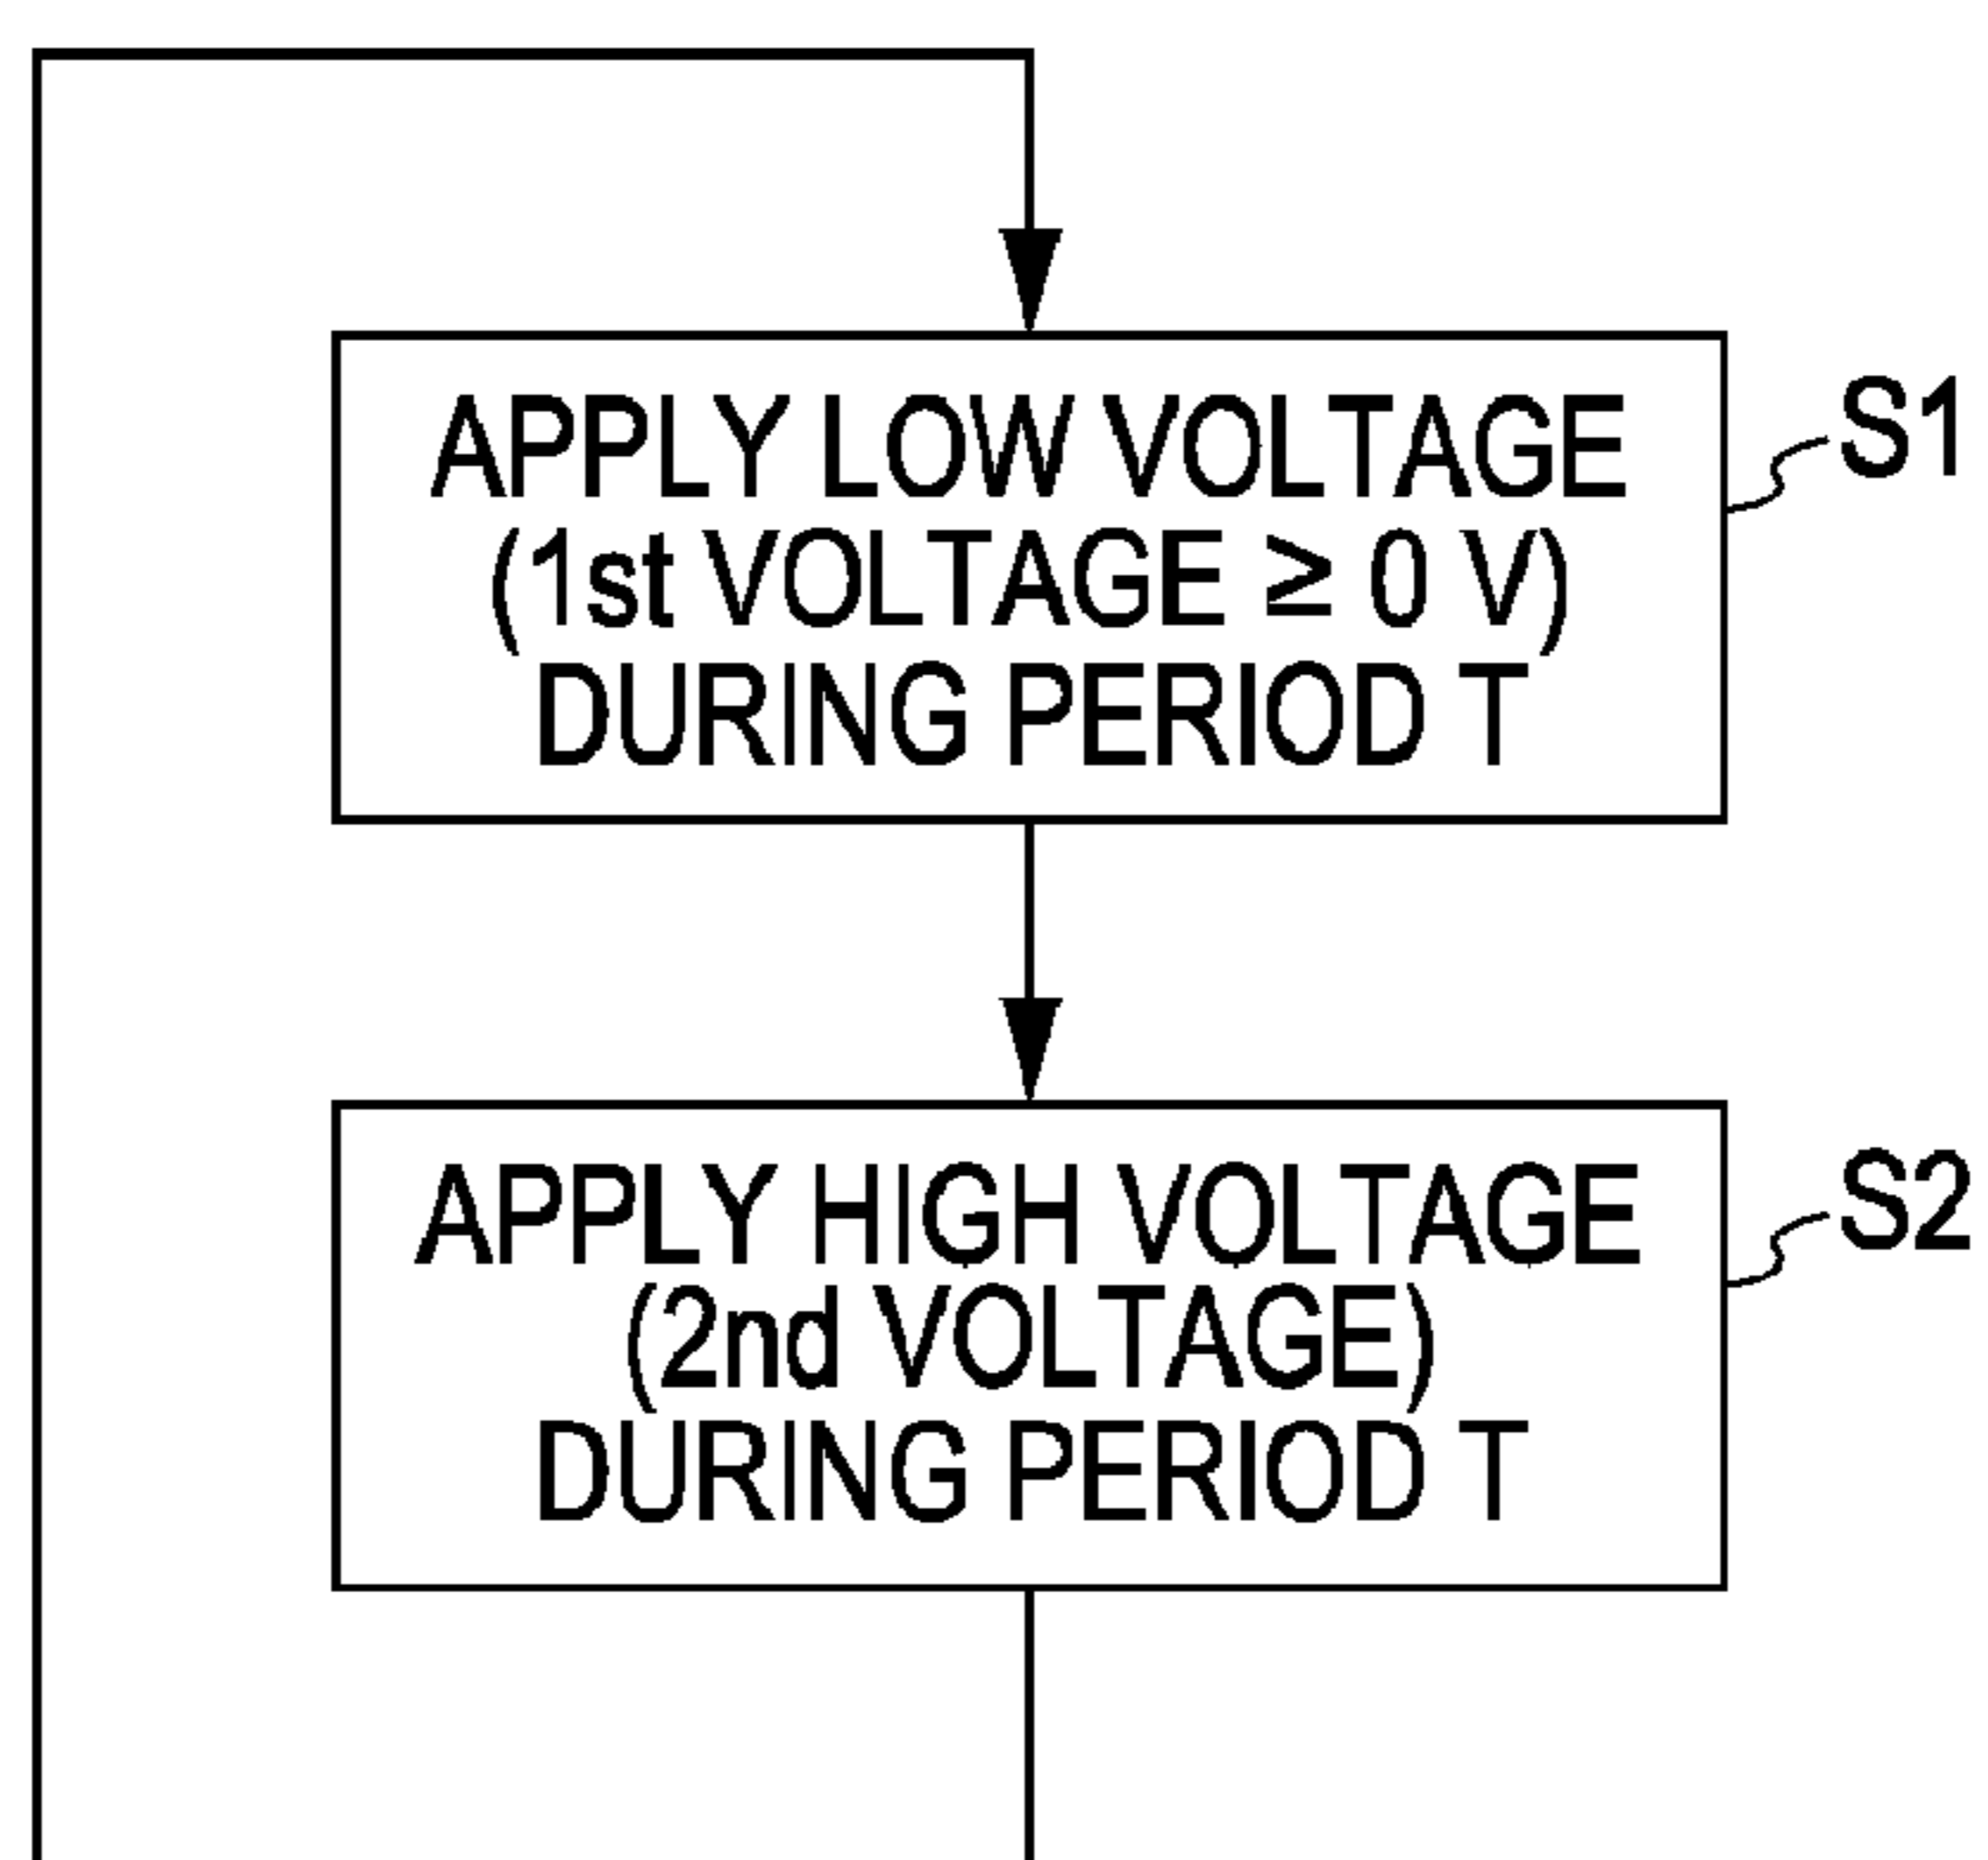 APPLY LOW VOLTAGE
(1st VOLTAGE ≥ 0 V)
DURING PERIOD T
S1
APPLY HIGH VOLTAGE
(2nd VOLTAGE)
DURING PERIOD T
S2